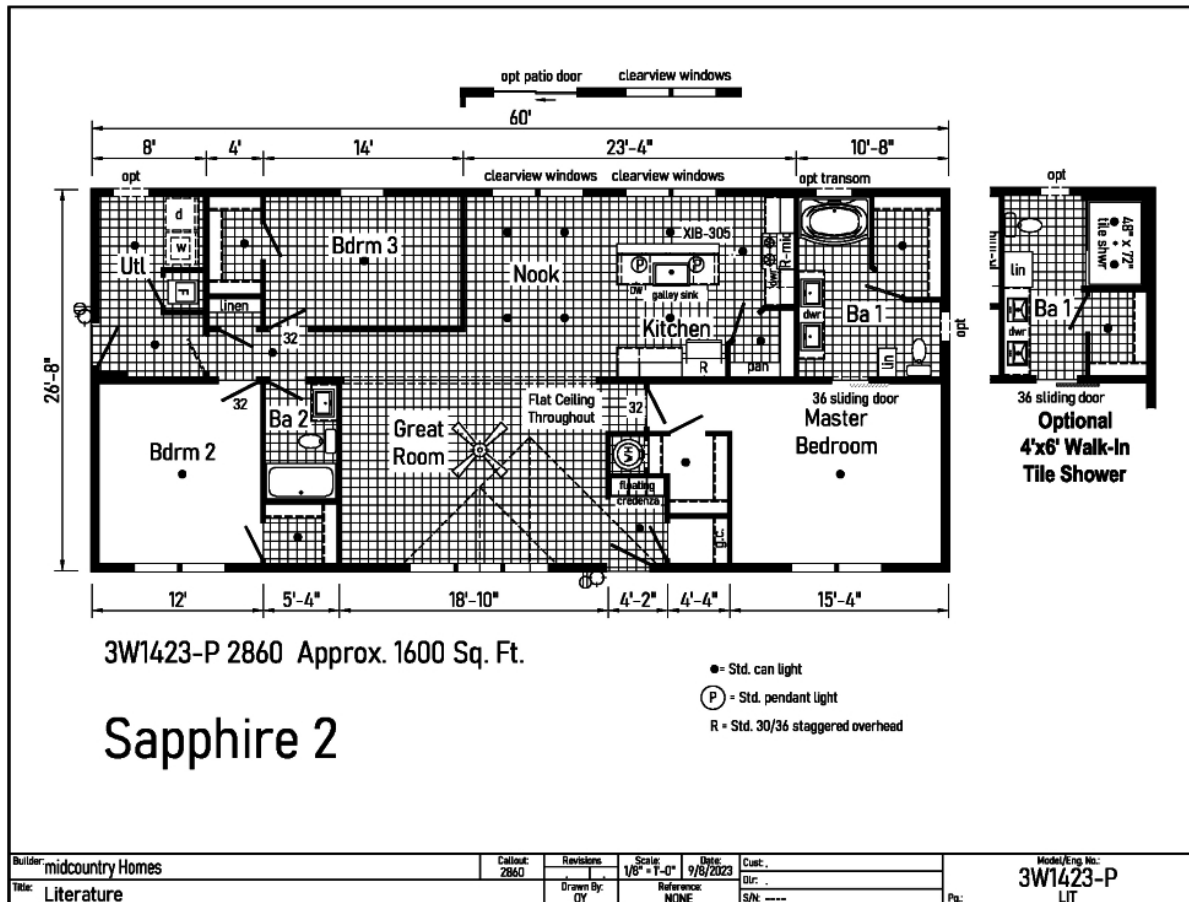 opt patio door
clearview windows
60'
8'
4'
14'
23'-4"
10'-8"
opt
clearview windows
clearview windows
opt transom
opt
26'-8"
d
w
Utl
F
linen
Bdrm 3
32
Nook
XIB-305
P
P
DW
galley sink
Kitchen
R-mic
dwr
R
pan
dwr
Ba 1
lin
opt
48" X 72"
tile shwr
lin
dwr
Ba 1
32
Bdrm 2
Ba 2
Great
Room
Flat Ceiling
Throughout
32
WH
floating
credenza
g.c.
36 sliding door
Master
Bedroom
36 sliding door
Optional
4'x6' Walk-In
Tile Shower
12'
5'-4"
18'-10"
4'-2"
4'-4"
15'-4"
3W1423-P 2860 Approx. 1600 Sq. Ft.
Sapphire 2
= Std. can light
P = Std. pendant light
R = Std. 30/36 staggered overhead
Builder: midcountry Homes
Callout:
2860
Revisions
Scale:
1/8" = 1'-0"
Date:
9/8/2023
Cust: .
Dlr: .
S/N: ----
Model/Eng. No.:
3W1423-P
Title: Literature
Drawn By:
OY
Reference:
NONE
Pg.:
LIT